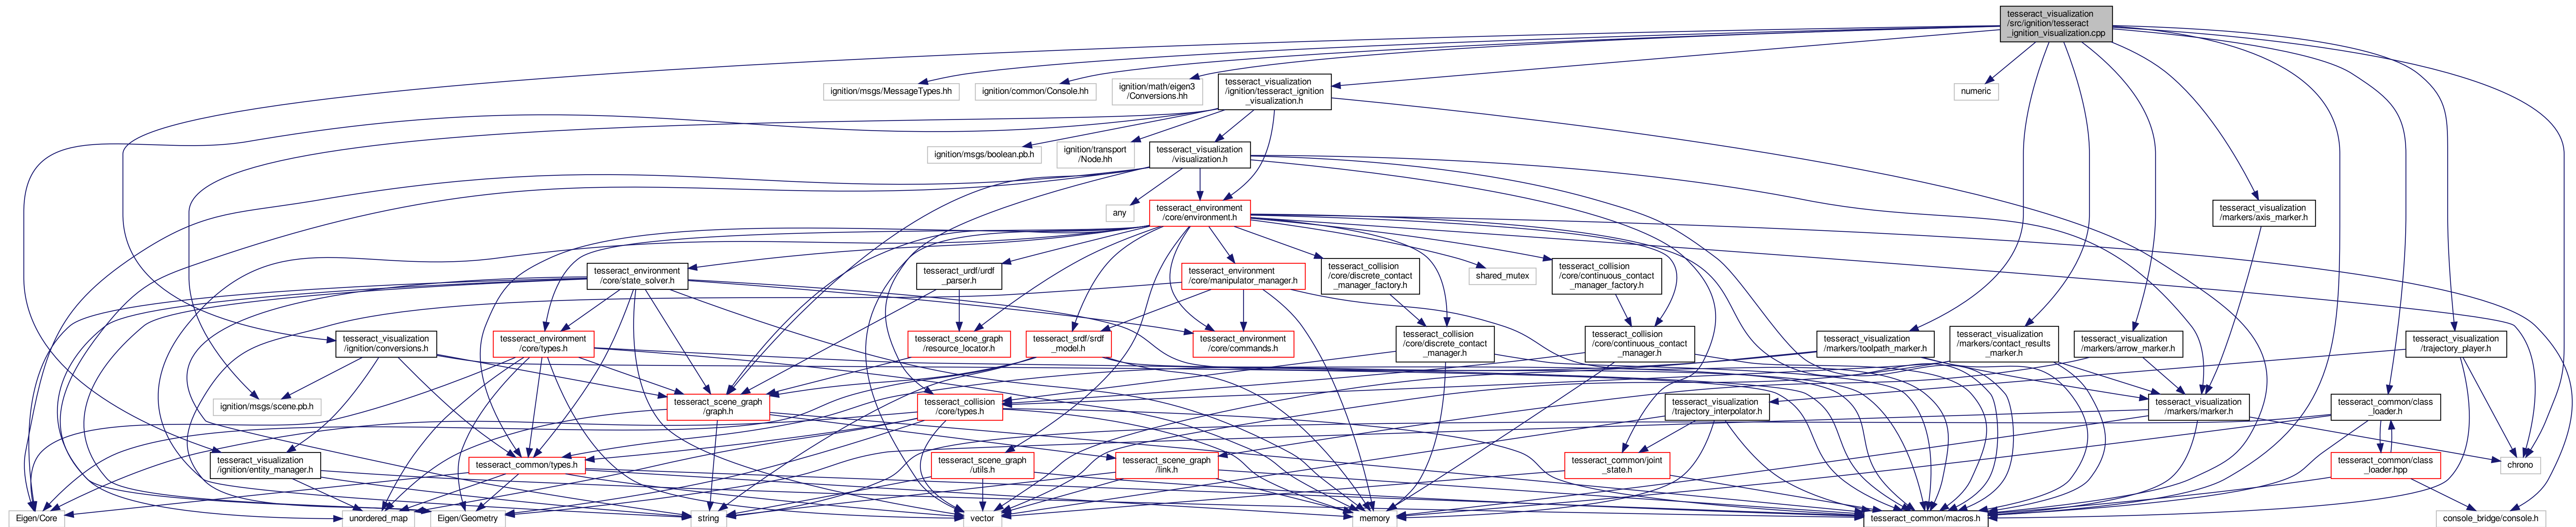 tesseract_visualization
/src/ignition/tesseract
_ignition_visualization.cpp
ignition/msgs/MessageTypes.hh
ignition/common/Console.hh
ignition/math/eigen3
/Conversions.hh
tesseract_visualization
/ignition/tesseract_ignition
_visualization.h
numeric
ignition/msgs/boolean.pb.h
ignition/transport
/Node.hh
tesseract_visualization
/visualization.h
any
tesseract_environment
/core/environment.h
tesseract_visualization
/markers/axis_marker.h
tesseract_environment
/core/state_solver.h
tesseract_urdf/urdf
_parser.h
tesseract_environment
/core/manipulator_manager.h
tesseract_collision
/core/discrete_contact
_manager_factory.h
shared_mutex
tesseract_collision
/core/continuous_contact
_manager_factory.h
tesseract_visualization
/ignition/conversions.h
tesseract_environment
/core/types.h
tesseract_scene_graph
/resource_locator.h
tesseract_srdf/srdf
_model.h
tesseract_environment
/core/commands.h
tesseract_collision
/core/discrete_contact
_manager.h
tesseract_collision
/core/continuous_contact
_manager.h
tesseract_visualization
/markers/toolpath_marker.h
tesseract_visualization
/markers/contact_results
_marker.h
tesseract_visualization
/markers/arrow_marker.h
tesseract_visualization
/trajectory_player.h
ignition/msgs/scene.pb.h
tesseract_scene_graph
/graph.h
tesseract_collision
/core/types.h
tesseract_visualization
/trajectory_interpolator.h
tesseract_visualization
/markers/marker.h
tesseract_common/class
_loader.h
tesseract_visualization
/ignition/entity_manager.h
tesseract_common/types.h
tesseract_scene_graph
/utils.h
tesseract_scene_graph
/link.h
tesseract_common/joint
_state.h
tesseract_common/class
_loader.hpp
chrono
Eigen/Core
unordered_map
Eigen/Geometry
string
vector
memory
tesseract_common/macros.h
console_bridge/console.h